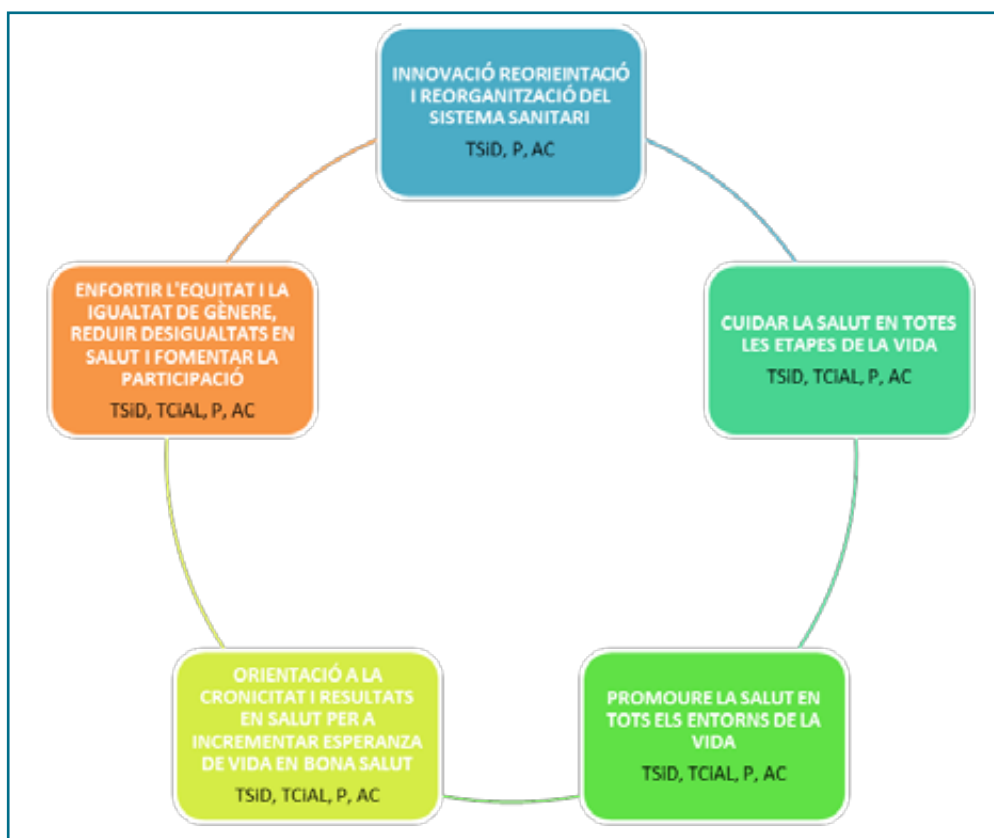 INNOVACIÓ REORIEINTACIÓ
I REORGANITZACIÓ DEL
SISTEMA SANITARI
TSiD, P, AC
CUIDAR LA SALUT EN TOTES
LES ETAPES DE LA VIDA
TSiD, TCiAL, P, AC
PROMOURE LA SALUT EN
TOTS ELS ENTORNS DE LA
VIDA
TSiD, TCiAL, P, AC
ORIENTACIÓ A LA
CRONICITAT I RESULTATS
EN SALUT PER A
INCREMENTAR ESPERANZA
DE VIDA EN BONA SALUT
TSiD, TCiAL, P, AC
ENFORTIR L'EQUITAT I LA
IGUALTAT DE GÈNERE,
REDUIR DESIGUALTATS EN
SALUT I FOMENTAR LA
PARTICIPACIÓ
TSiD, TCiAL, P, AC